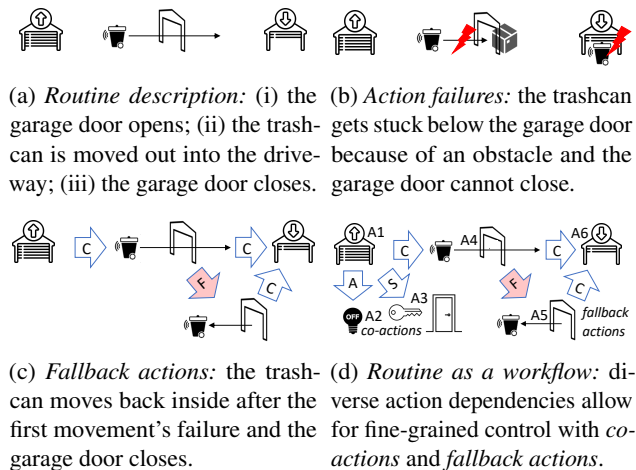 (a) Routine description: (i) the
garage door opens; (ii) the trash-
can is moved out into the drive-
way; (iii) the garage door closes.
(b) Action failures: the trashcan
gets stuck below the garage door
because of an obstacle and the
garage door cannot close.
C
C
F
C
(c) Fallback actions: the trash-
can moves back inside after the
first movement's failure and the
garage door closes.
A1
C
A4
C
A6
A
S
F
C
OFF
A2
A3
co-actions
A5
fallback
actions
(d) Routine as a workflow: di-
verse action dependencies allow
for fine-grained control with co-
actions and fallback actions.